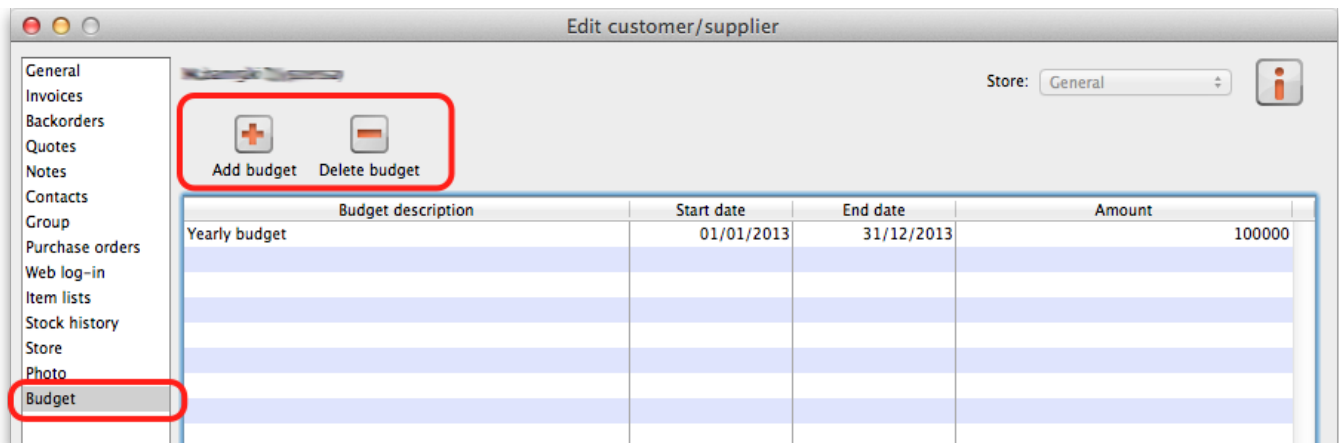 Edit customer/supplier
General
Invoices
Backorders
Quotes
Notes
Contacts
Group
Purchase orders
Web log-in
Item lists
Stock history
Store
Photo
Budget
Store: General
Add budget Delete budget
Budget description Start date End date Amount
Yearly budget 01/01/2013 31/12/2013 100000